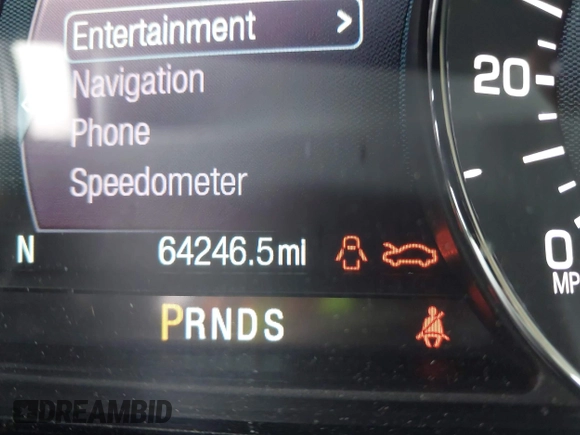 Entertainment >
Navigation
Phone
Speedometer
20
0
MP
N 64246.5mi
PRNDS
DREAMBID